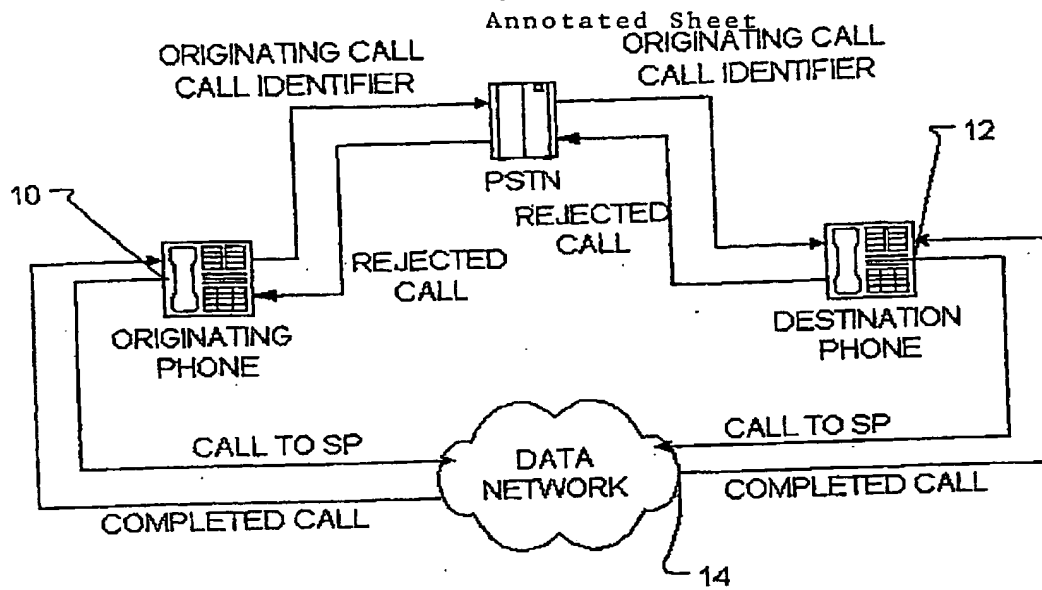 Annotated Sheet
ORIGINATING CALL
CALL IDENTIFIER
ORIGINATING CALL
CALL IDENTIFIER
PSTN
12
10
REJECTED
CALL
REJECTED
CALL
ORIGINATING
PHONE
DESTINATION
PHONE
CALL TO SP
DATA
NETWORK
CALL TO SP
COMPLETED CALL
COMPLETED CALL
14